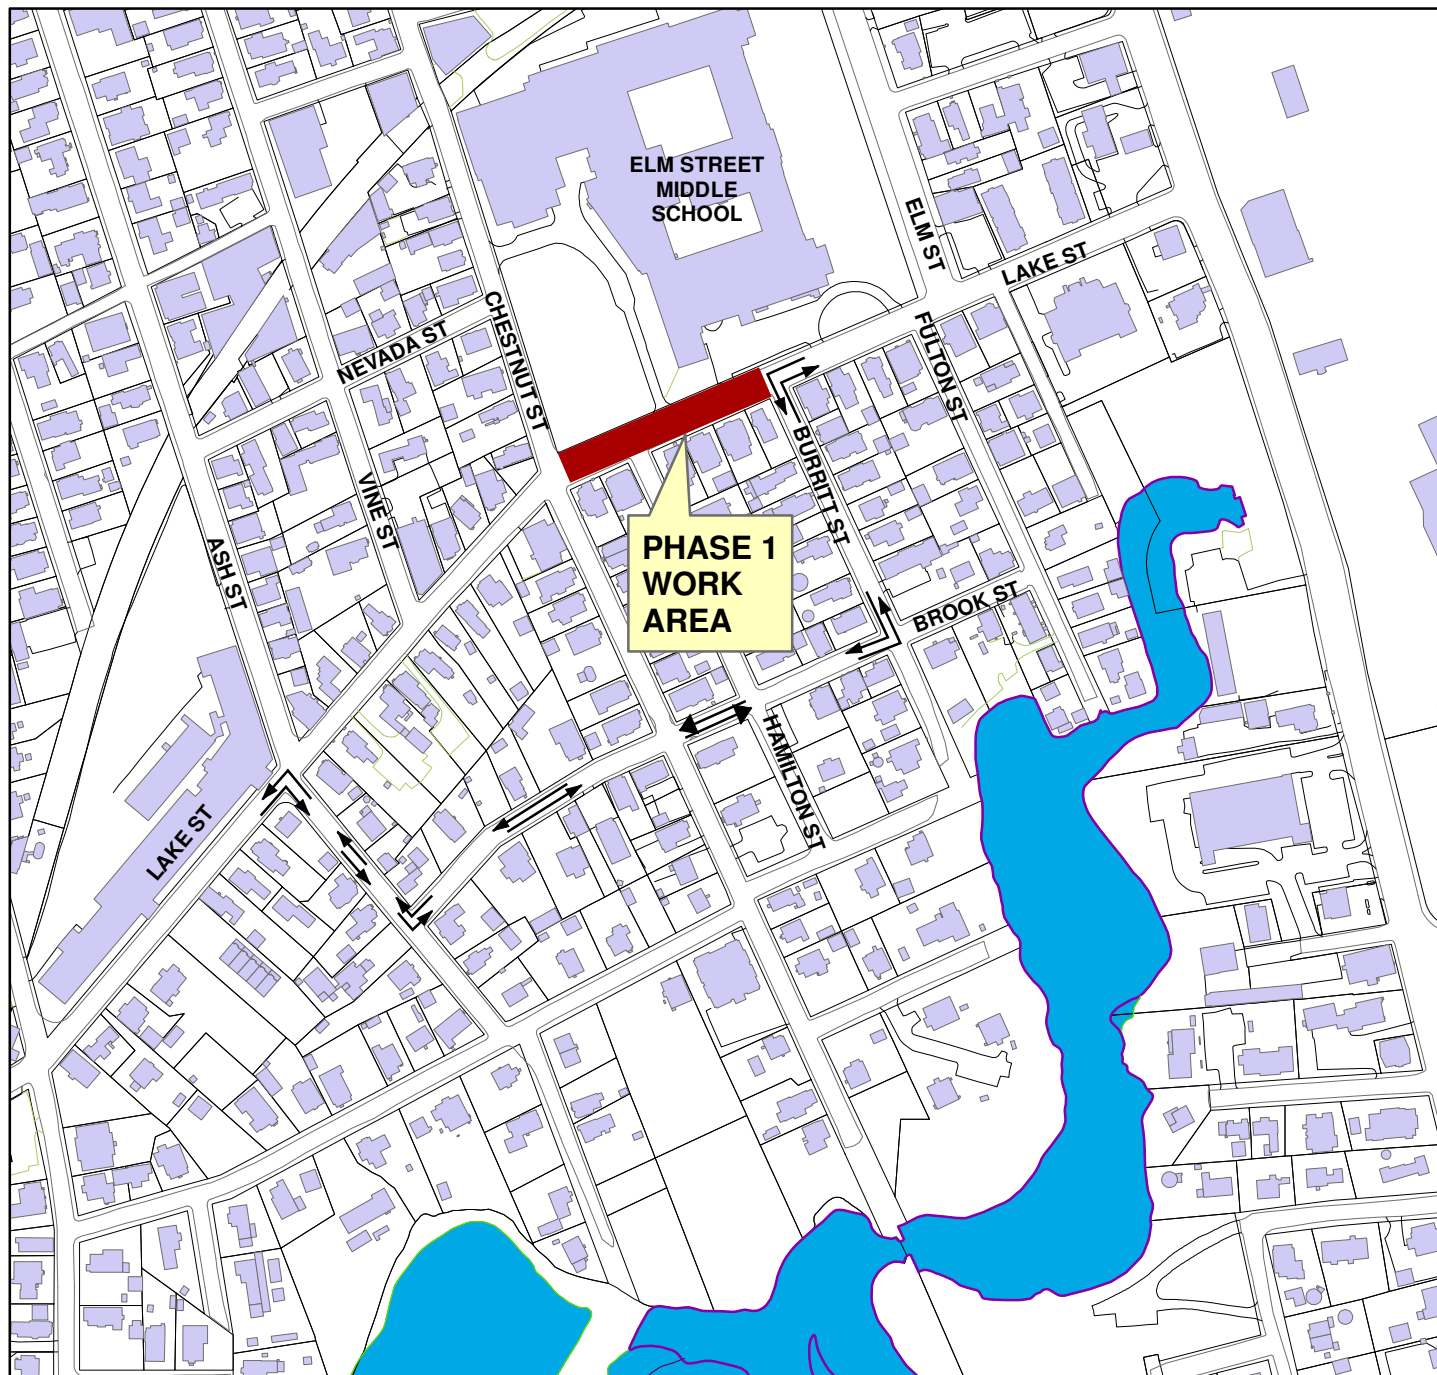 ELM STREET
MIDDLE
SCHOOL
ELM ST
LAKE ST
CHESTNUT ST
NEVADA ST
FULTON ST
BURRITT ST
VINE ST
ASH ST
PHASE 1
WORK
AREA
BROOK ST
HAMILTON ST
LAKE ST